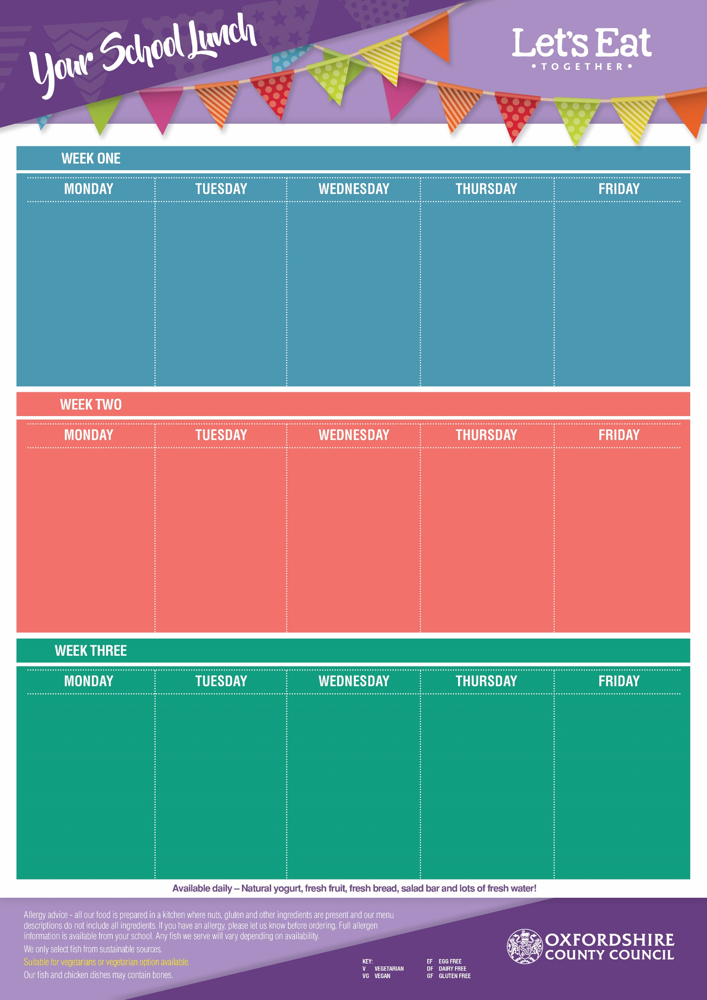 Your School Lunch
Let's Eat
• TOGETHER •
WEEK ONE
MONDAY TUESDAY WEDNESDAY THURSDAY FRIDAY
WEEK TWO
MONDAY TUESDAY WEDNESDAY THURSDAY FRIDAY
WEEK THREE
MONDAY TUESDAY WEDNESDAY THURSDAY FRIDAY
Available daily – Natural yogurt, fresh fruit, fresh bread, salad bar and lots of fresh water!
Allergy advice - all our food is prepared in a kitchen where nuts, gluten and other ingredients are present and our menu
descriptions do not include all ingredients. If you have an allergy, please let us know before ordering. Full allergen
information is available from your school. Any fish we serve will vary depending on availability.
We only select fish from sustainable sources.
Suitable for vegetarians or vegetarian option available.
Our fish and chicken dishes may contain bones.
KEY:
V VEGETARIAN
VG VEGAN
EF EGG FREE
DF DAIRY FREE
GF GLUTEN FREE
OXFORDSHIRE
COUNTY COUNCIL